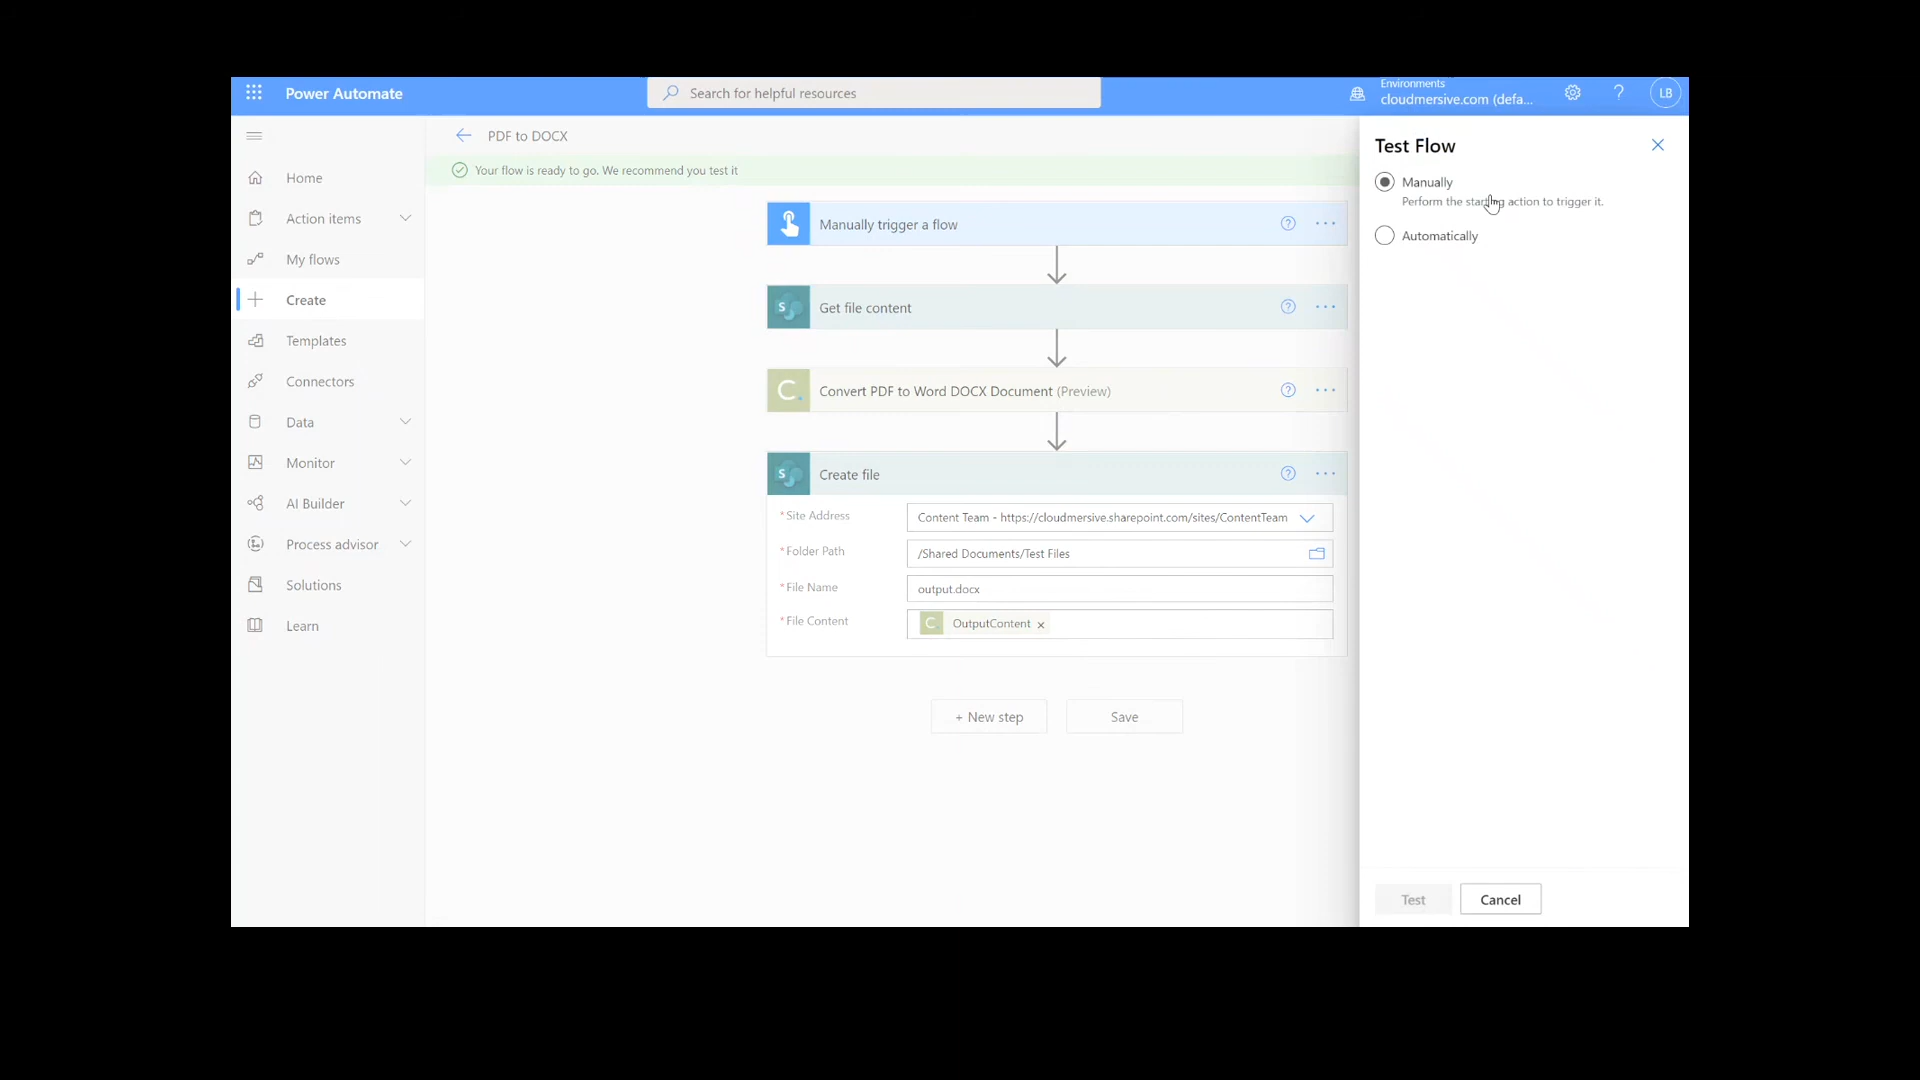 Power Automate
Search for helpful resources
Environments
cloudmersive.com (defa...
?
LB
PDF to DOCX
Your flow is ready to go. We recommend you test it
Home
Action items
My flows
Create
Templates
Connectors
Data
Monitor
AI Builder
Process advisor
Solutions
Learn
Manually trigger a flow
Get file content
Convert PDF to Word DOCX Document (Preview)
Create file
*Site Address
Content Team - https://cloudmersive.sharepoint.com/sites/ContentTeam
*Folder Path
/Shared Documents/Test Files
*File Name
output.docx
*File Content
OutputContent ×
+ New step
Save
Test Flow
Manually
Perform the starting action to trigger it.
Automatically
Test
Cancel